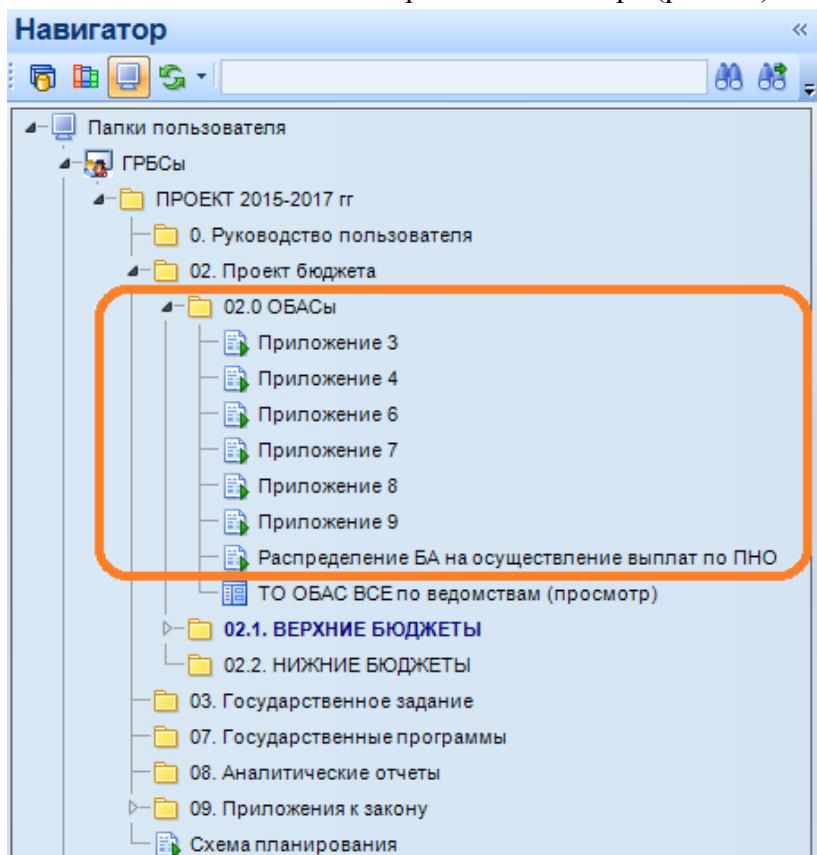 Навигатор
Папки пользователя
ГРБСы
ПРОЕКТ 2015-2017 гг
0. Руководство пользователя
02. Проект бюджета
02.0 ОБАСы
Приложение 3
Приложение 4
Приложение 6
Приложение 7
Приложение 8
Приложение 9
Распределение БА на осуществление выплат по ПНО
ТО ОБАС ВСЕ по ведомствам (просмотр)
02.1. ВЕРХНИЕ БЮДЖЕТЫ
02.2. НИЖНИЕ БЮДЖЕТЫ
03. Государственное задание
07. Государственные программы
08. Аналитические отчеты
09. Приложения к закону
Схема планирования